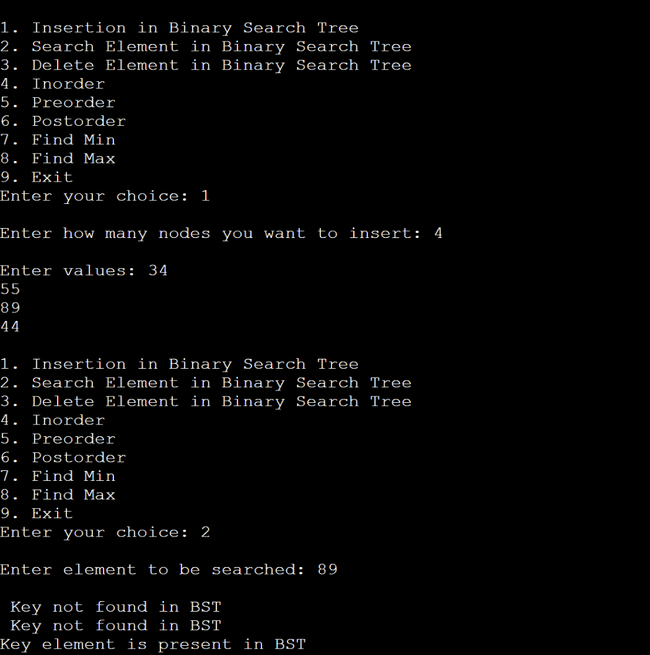 1. Insertion in Binary Search Tree
2. Search Element in Binary Search Tree
3. Delete Element in Binary Search Tree
4. Inorder
5. Preorder
6. Postorder
7. Find Min
8. Find Max
9. Exit
Enter your choice: 1
Enter how many nodes you want to insert: 4
Enter values: 34
55
89
44
1. Insertion in Binary Search Tree
2. Search Element in Binary Search Tree
3. Delete Element in Binary Search Tree
4. Inorder
5. Preorder
6. Postorder
7. Find Min
8. Find Max
9. Exit
Enter your choice: 2
Enter element to be searched: 89
Key not found in BST
Key not found in BST
Key element is present in BST